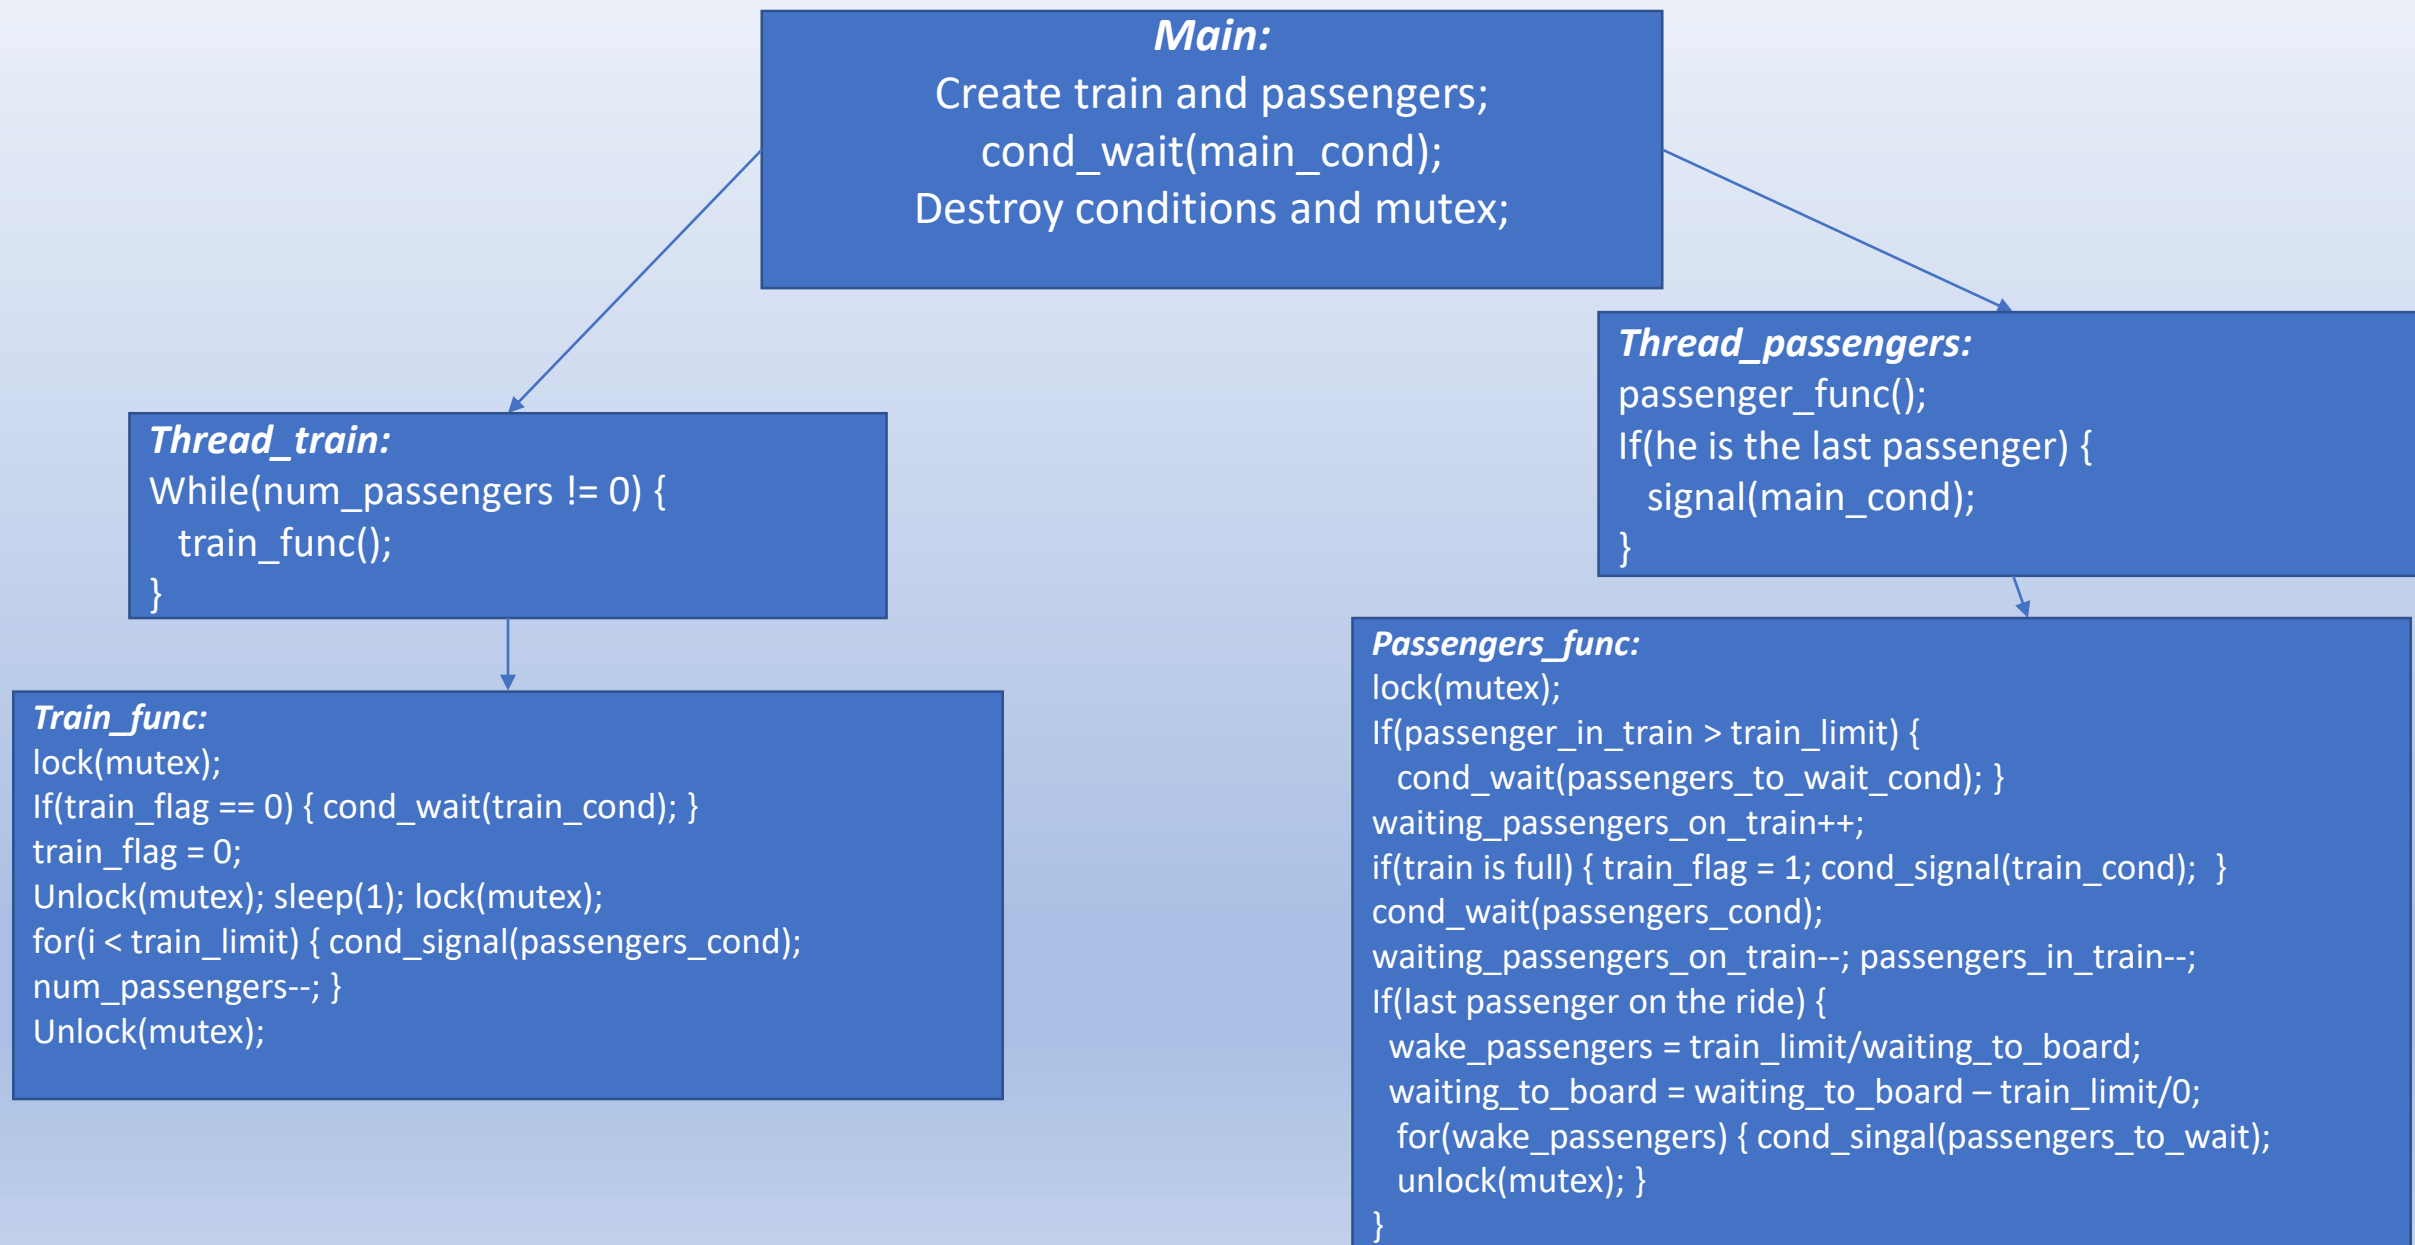 Main:
Create train and passengers;
cond_wait(main_cond);
Destroy conditions and mutex;
Thread_train:
While(num_passengers != 0) {
train_func();
}
Train_func:
lock(mutex);
If(train_flag == 0) { cond_wait(train_cond); }
train_flag = 0;
Unlock(mutex); sleep(1); lock(mutex);
for(i < train_limit) { cond_signal(passengers_cond);
num_passengers--; }
Unlock(mutex);
Thread_passengers:
passenger_func();
If(he is the last passenger) {
signal(main_cond);
}
Passengers_func:
lock(mutex);
If(passenger_in_train > train_limit) {
cond_wait(passengers_to_wait_cond); }
waiting_passengers_on_train++;
if(train is full) { train_flag = 1; cond_signal(train_cond); }
cond_wait(passengers_cond);
waiting_passengers_on_train--; passengers_in_train--;
If(last passenger on the ride) {
wake_passengers = train_limit/waiting_to_board;
waiting_to_board = waiting_to_board – train_limit/0;
for(wake_passengers) { cond_singal(passengers_to_wait);
unlock(mutex); }
}